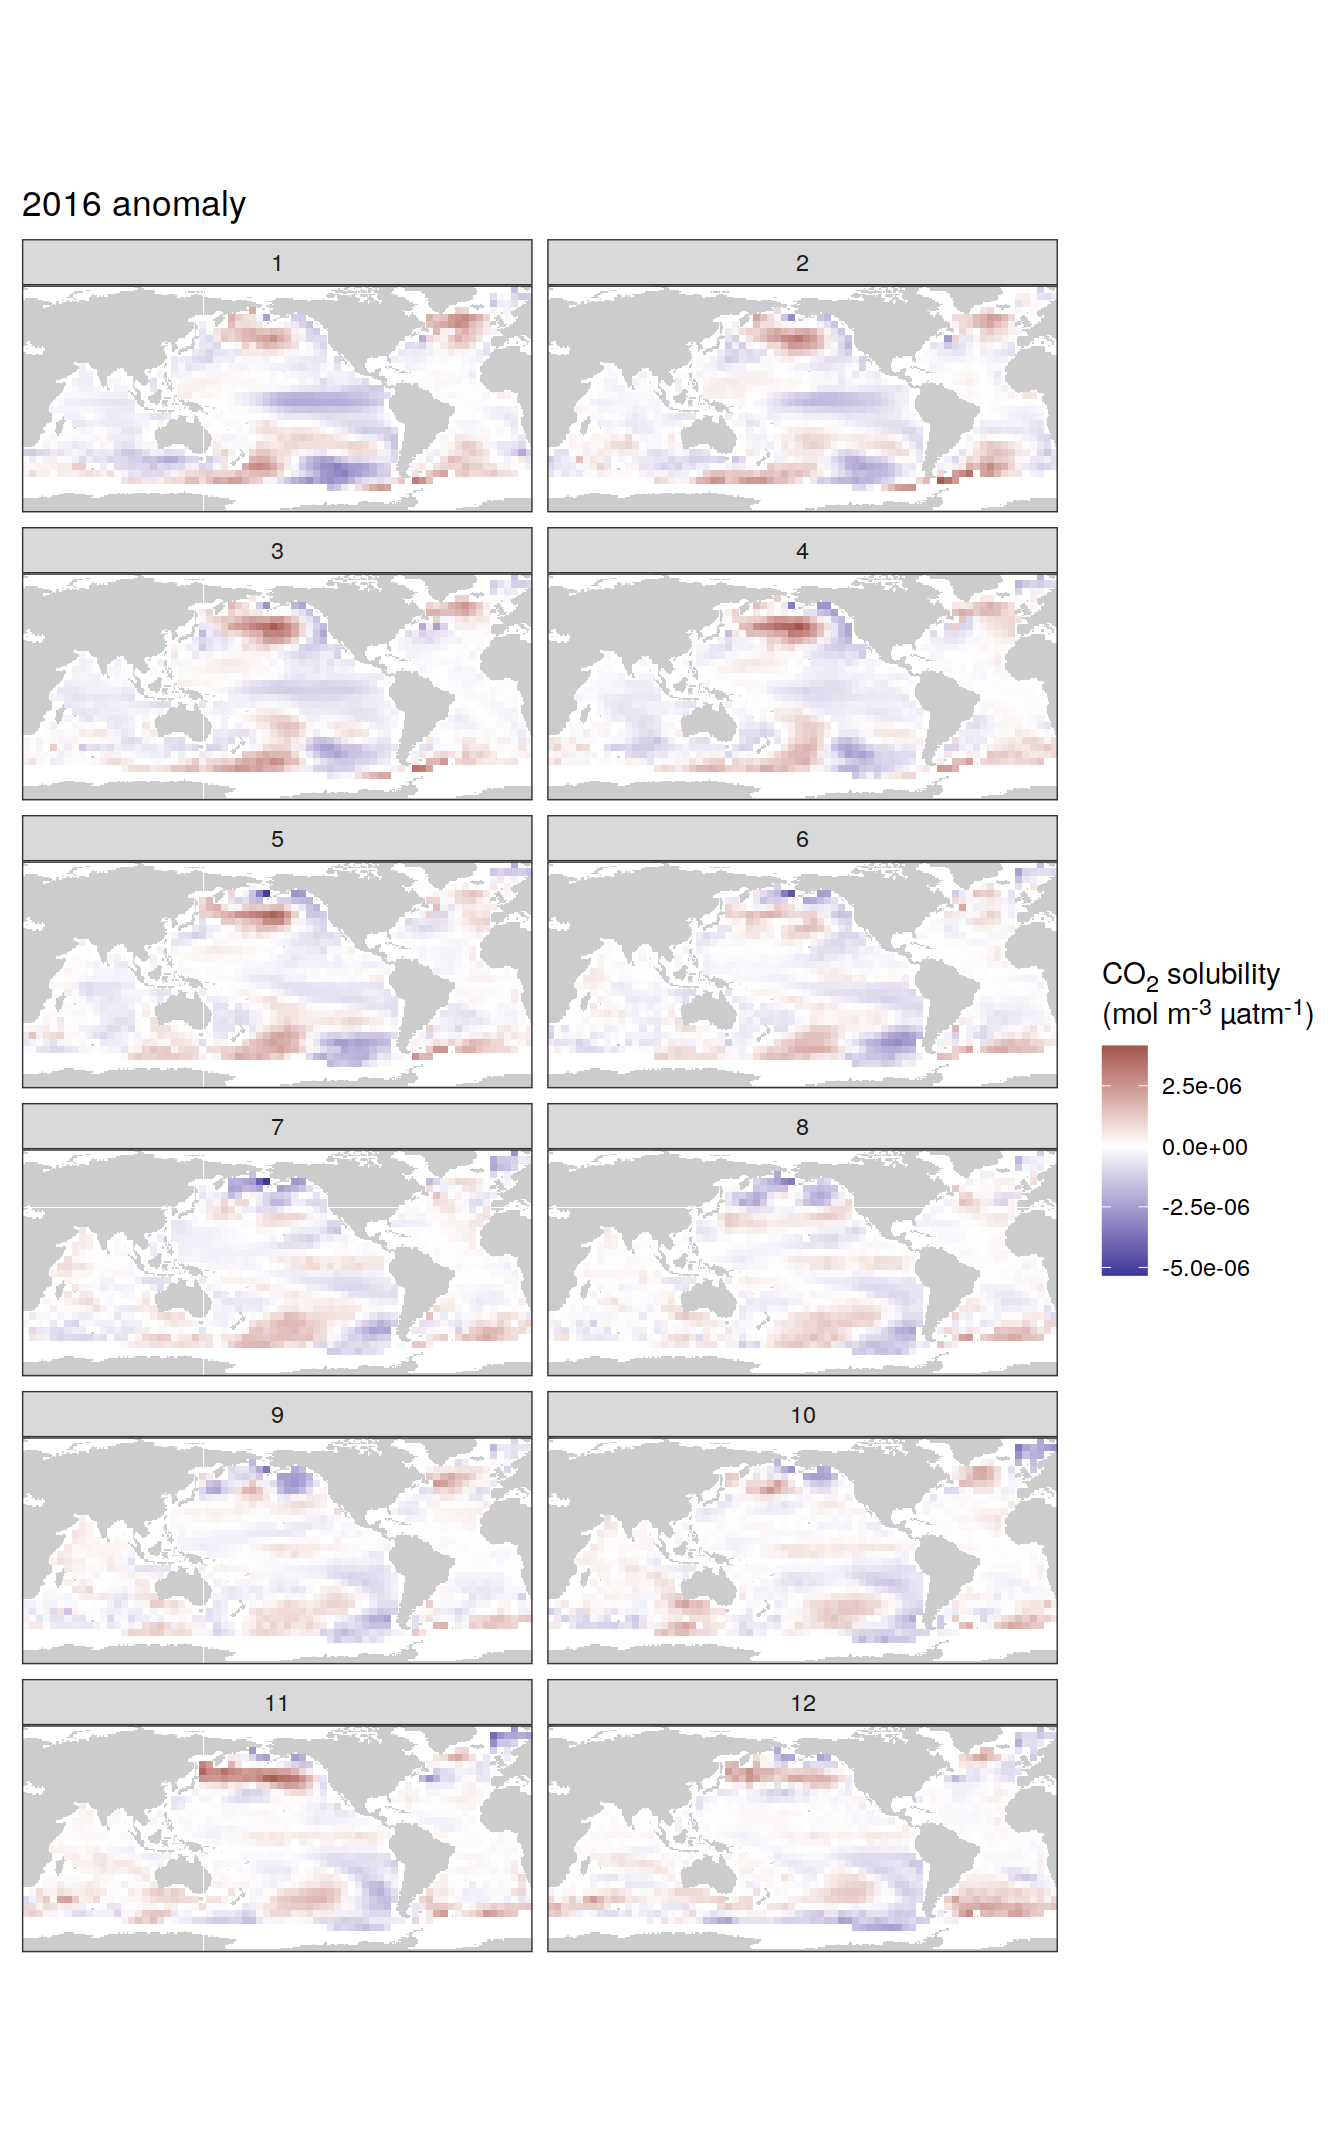 2016 anomaly
1
2
3
4
5
6
7
8
9
10
11
12
CO₂ solubility
(mol m⁻³ µatm⁻¹)
2.5e-06
0.0e+00
-2.5e-06
-5.0e-06